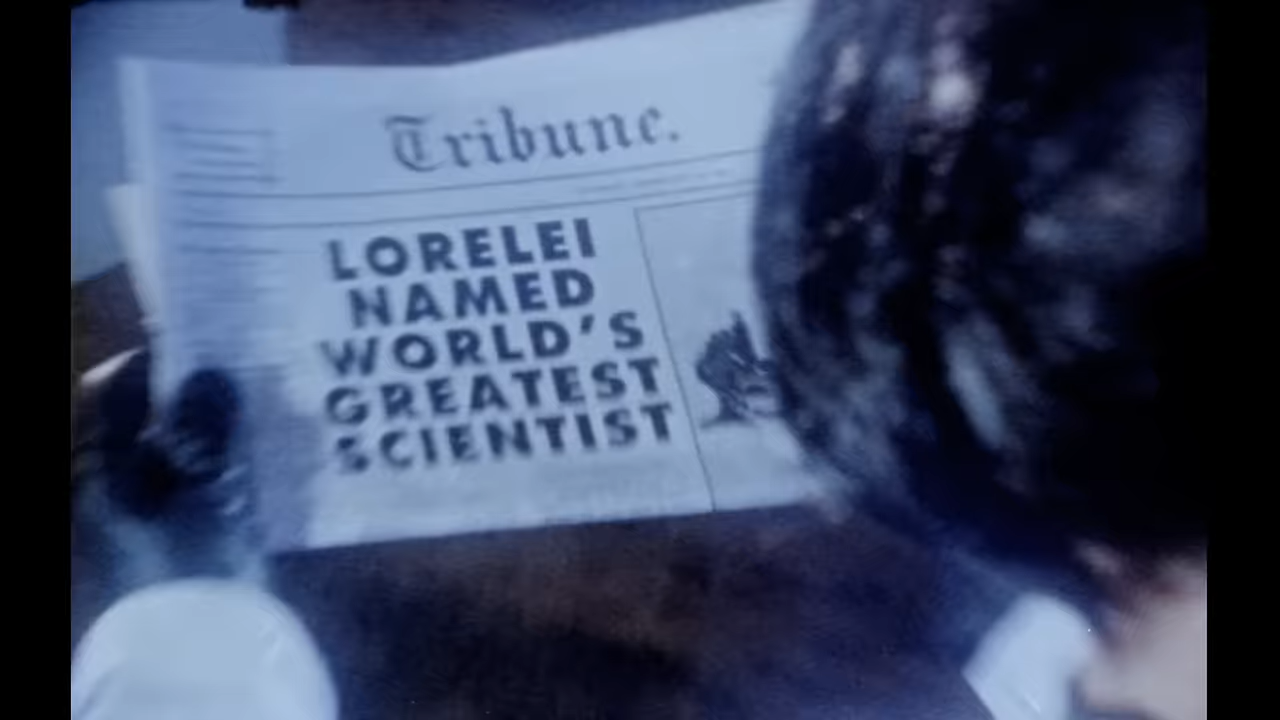 Tribune.
LORELEI
NAMED
WORLD'S
GREATEST
SCIENTIST